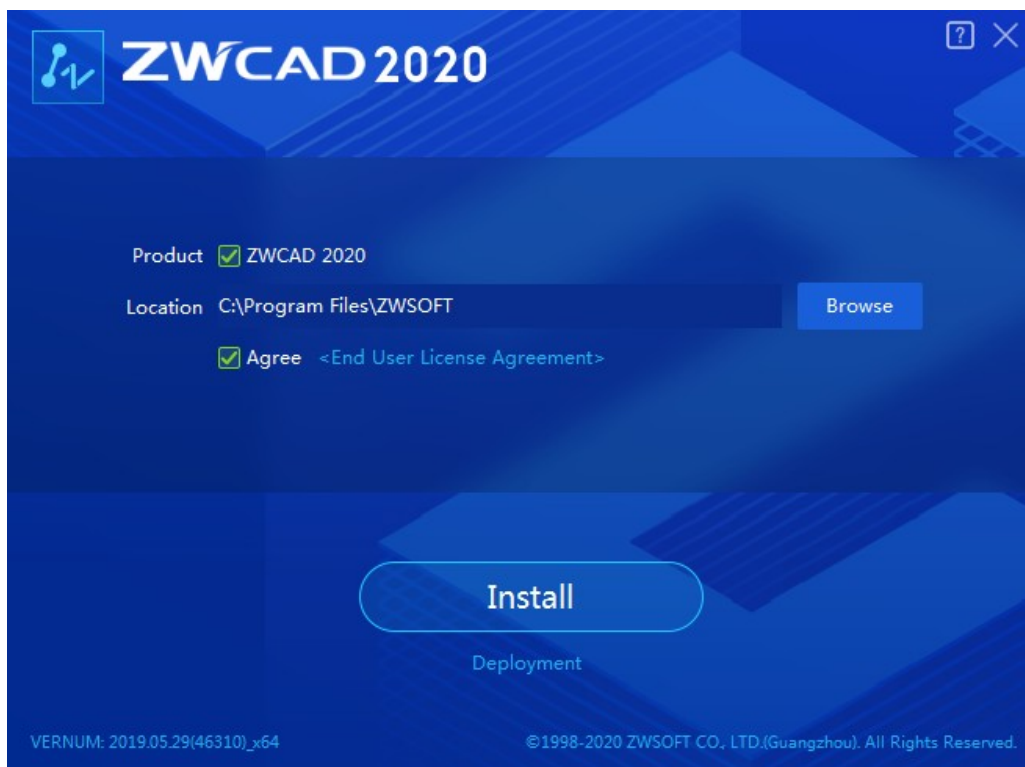 ZWCAD 2020
?
Product ZWCAD 2020
Location C:\Program Files\ZWSOFT Browse
Agree <End User License Agreement>
Install
Deployment
VERNUM: 2019.05.29(46310)_x64 ©1998-2020 ZWSOFT CO., LTD.(Guangzhou). All Rights Reserved.